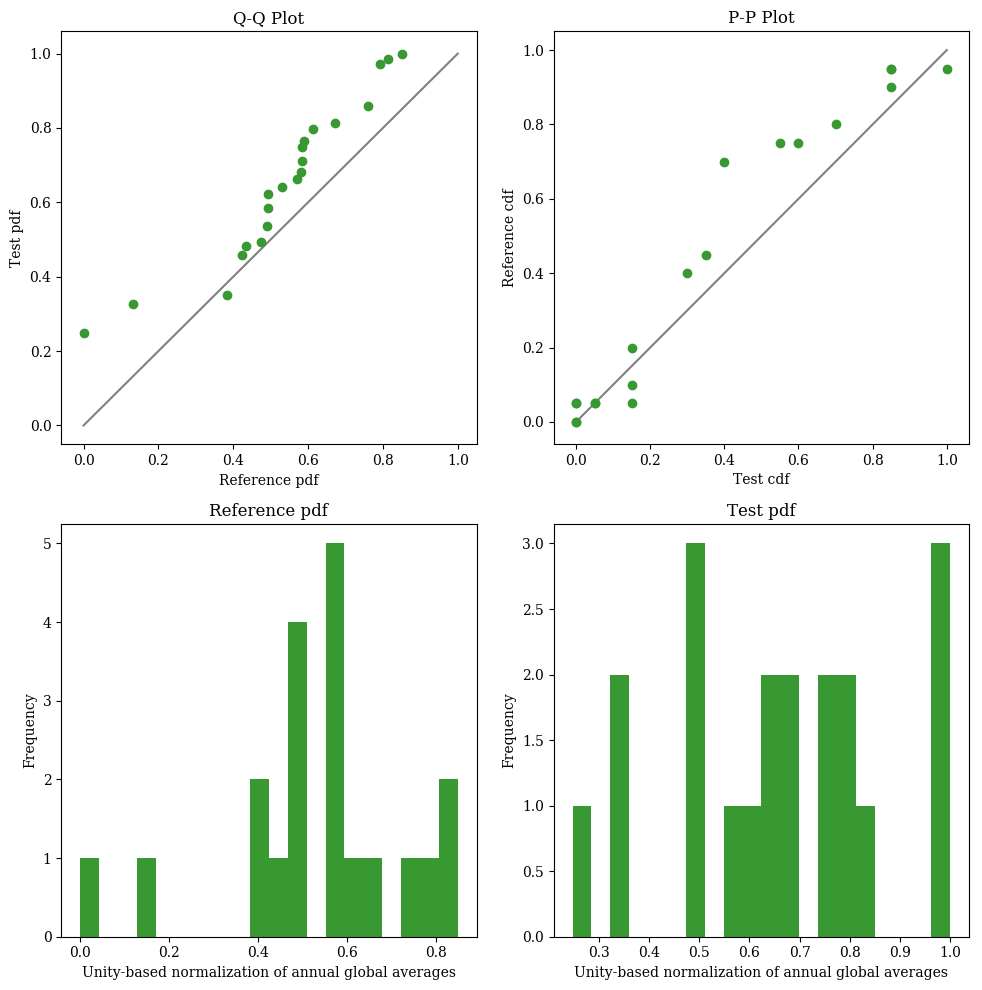 Q-Q Plot
1.0
0.8
0.6
0.4
0.2
0.0
Test pdf
0.0 0.2 0.4 0.6 0.8 1.0
Reference pdf
P-P Plot
1.0
0.8
0.6
0.4
0.2
0.0
Reference cdf
0.0 0.2 0.4 0.6 0.8 1.0
Test cdf
Reference pdf
5
4
3
2
1
0
Frequency
0.0 0.2 0.4 0.6 0.8
Unity-based normalization of annual global averages
Test pdf
3.0
2.5
2.0
1.5
1.0
0.5
0.0
Frequency
0.3 0.4 0.5 0.6 0.7 0.8 0.9 1.0
Unity-based normalization of annual global averages